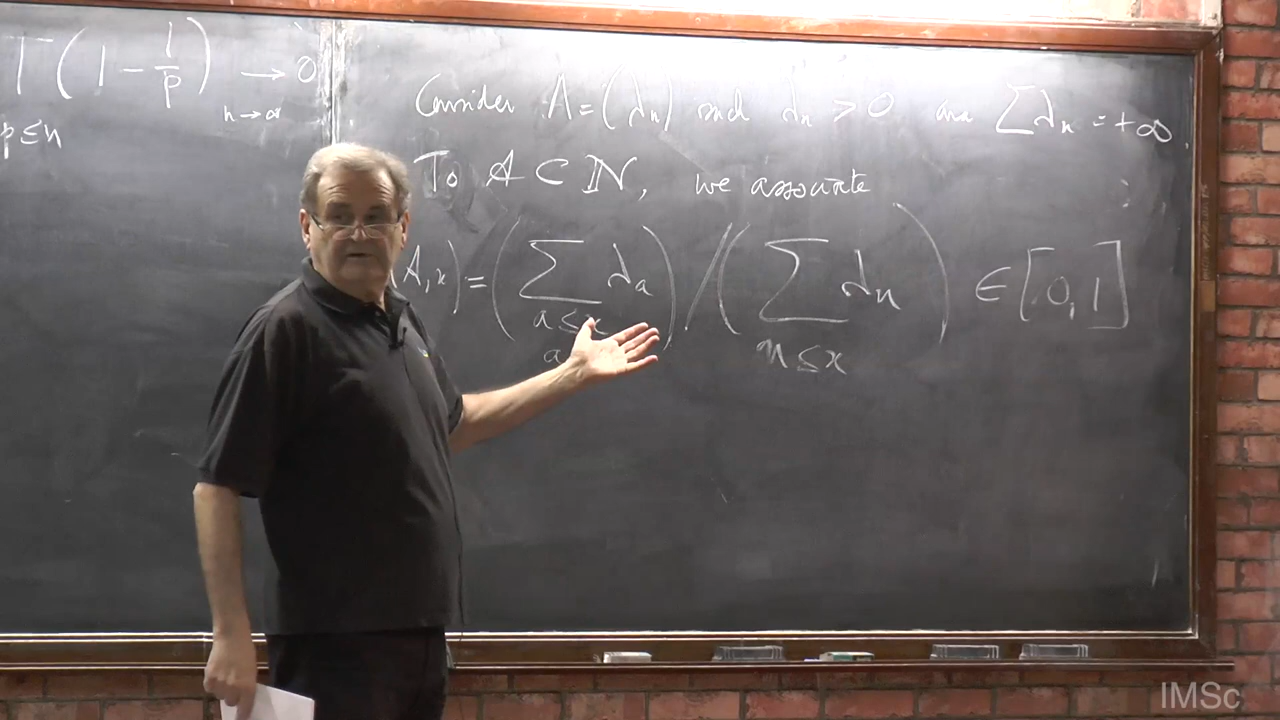 ∏ (1 - 1/p) → 0
p ≤ n n→∞
Consider Λ = (λn) and λn > 0 and ∑ λn = +∞.
To A ⊂ ℕ, we associate
(A, x) = (∑ λa) / (∑ λn) ∈ [0, 1]
a ≤ x n ≤ x
a
IMSc